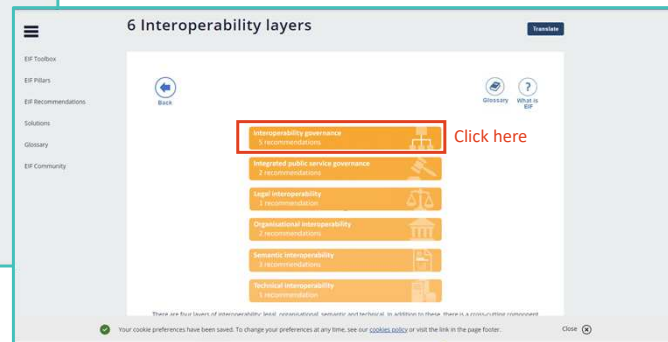 6 Interoperability layers
Translate
EIF Toolbox
EIF Pillars
EIF Recommendations
Solutions
Glossary
EIF Community
Back
Glossary
What is
EIF
Interoperability governance
5 recommendations
Click here
Integrated public service governance
2 recommendations
Legal interoperability
1 recommendation
Organisational interoperability
2 recommendations
Semantic interoperability
3 recommendations
Technical interoperability
1 recommendation
There are four layers of interoperability: legal, organisational, semantic and technical. In addition to these, there is a cross-cutting component
Your cookie preferences have been saved. To change your preferences at any time, see our cookies policy or visit the link in the page footer.
Close